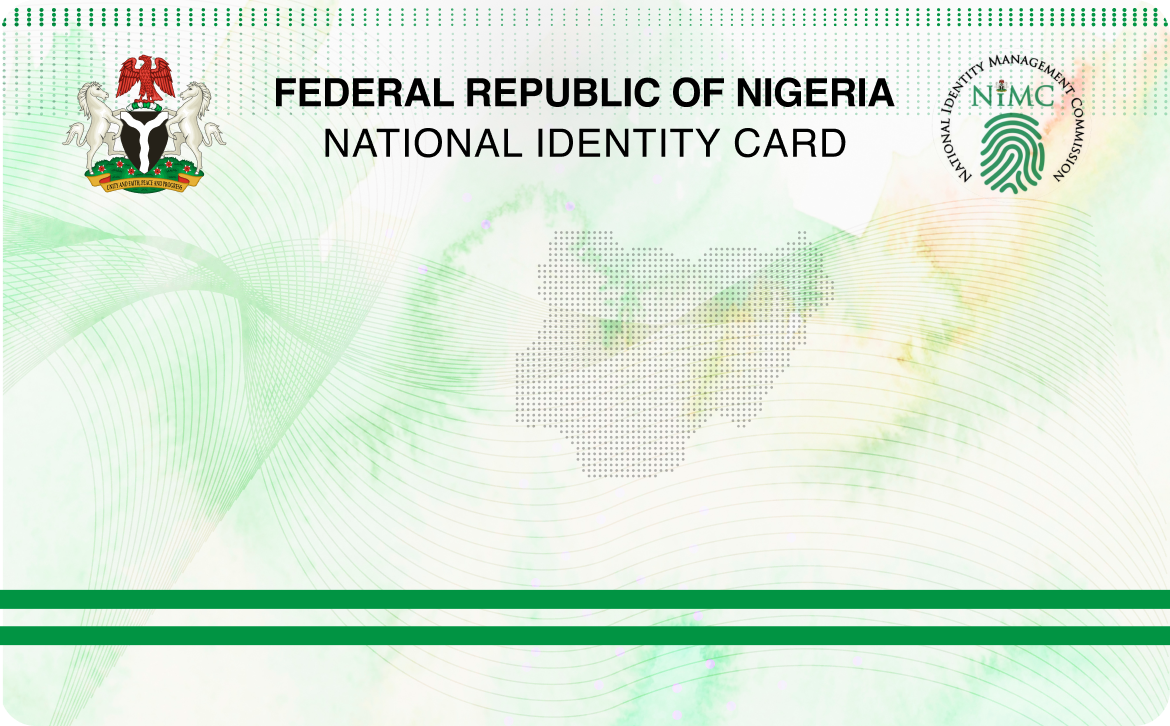 FEDERAL REPUBLIC OF NIGERIA
NATIONAL IDENTITY CARD
UNITY AND FAITH, PEACE AND PROGRESS
NATIONAL IDENTITY MANAGEMENT COMMISSION
NiMC